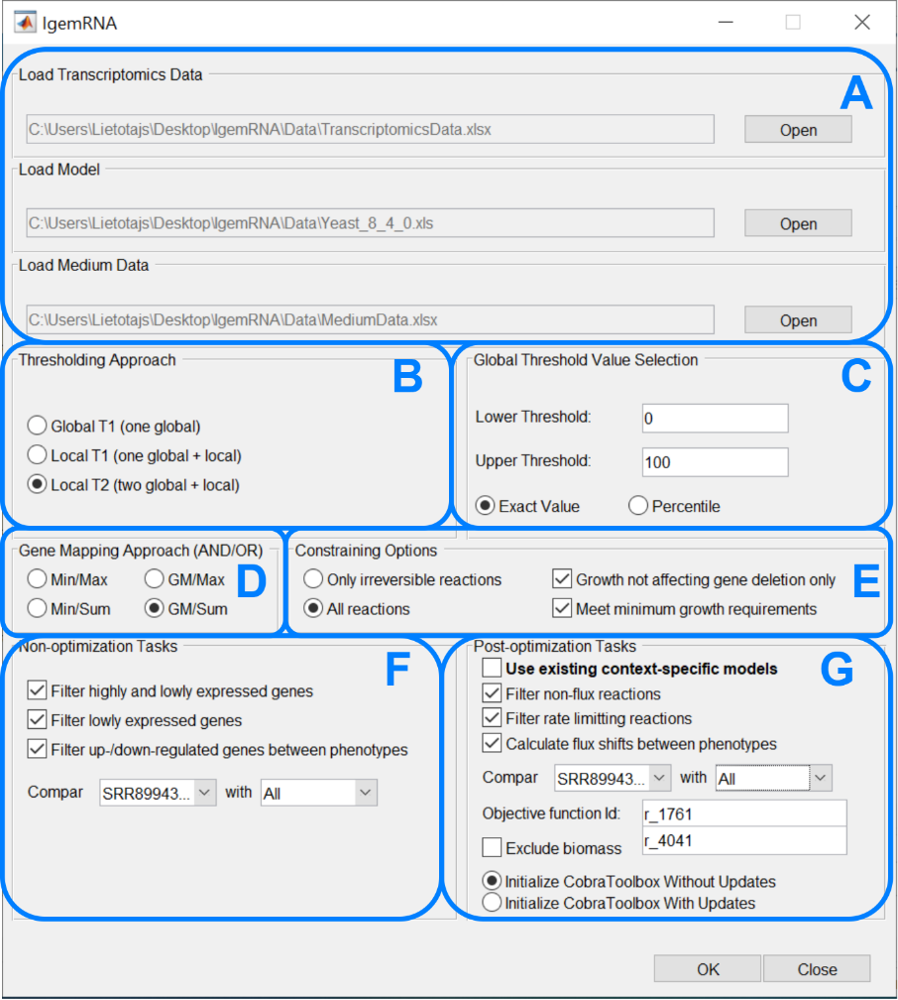 IgemRNA
Load Transcriptomics Data
A
C:\Users\Lietotajs\Desktop\IgemRNA\Data\TranscriptomicsData.xlsx
Open
Load Model
C:\Users\Lietotajs\Desktop\IgemRNA\Data\Yeast_8_4_0.xls
Open
Load Medium Data
C:\Users\Lietotajs\Desktop\IgemRNA\Data\MediumData.xlsx
Open
Thresholding Approach
B
Global T1 (one global)
Local T1 (one global + local)
Local T2 (two global + local)
Global Threshold Value Selection
C
Lower Threshold: 0
Upper Threshold: 100
Exact Value Percentile
Gene Mapping Approach (AND/OR)
D
Min/Max GM/Max
Min/Sum GM/Sum
Constraining Options
E
Only irreversible reactions Growth not affecting gene deletion only
All reactions Meet minimum growth requirements
Non-optimization Tasks
F
Filter highly and lowly expressed genes
Filter lowly expressed genes
Filter up-/down-regulated genes between phenotypes
Compar SRR89943... with All
Post-optimization Tasks
G
Use existing context-specific models
Filter non-flux reactions
Filter rate limitting reactions
Calculate flux shifts between phenotypes
Compar SRR89943... with All
Objective function Id: r_1761
Exclude biomass r_4041
Initialize CobraToolbox Without Updates
Initialize CobraToolbox With Updates
OK Close